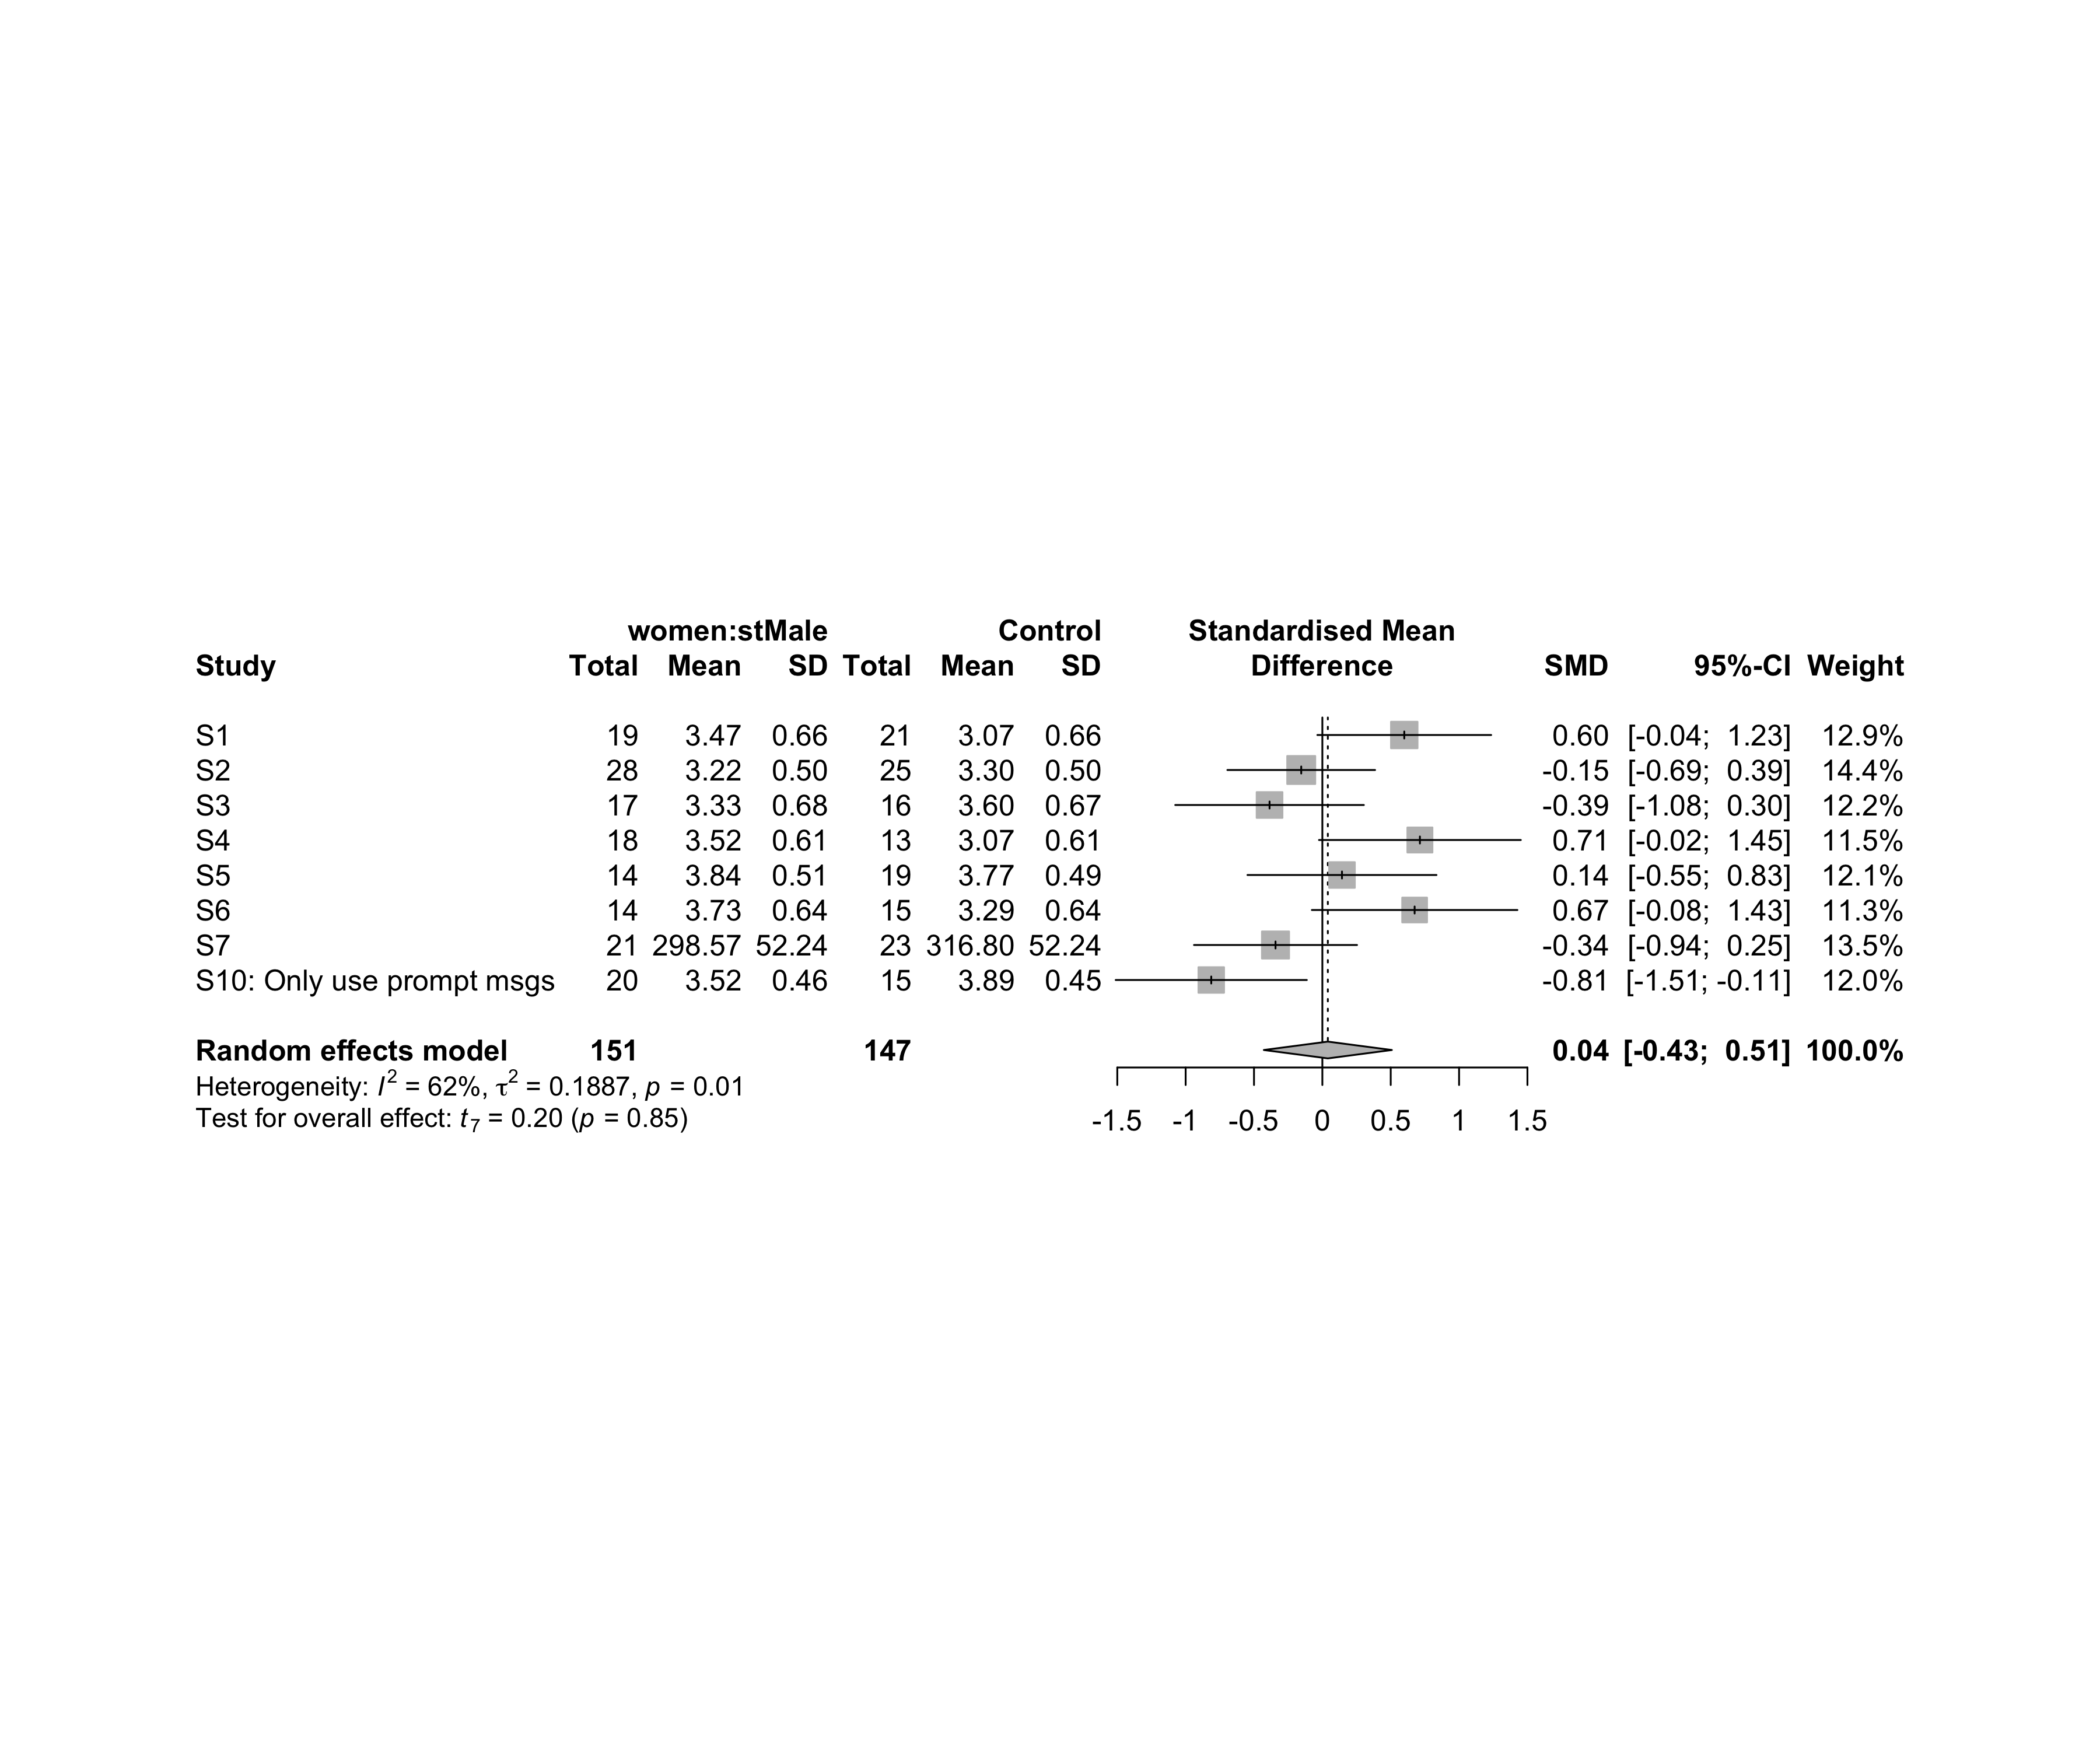 women:stMale Control Standardised Mean
Study Total Mean SD Total Mean SD Difference SMD 95%-CI Weight
S1 19 3.47 0.66 21 3.07 0.66 0.60 [-0.04; 1.23] 12.9%
S2 28 3.22 0.50 25 3.30 0.50 -0.15 [-0.69; 0.39] 14.4%
S3 17 3.33 0.68 16 3.60 0.67 -0.39 [-1.08; 0.30] 12.2%
S4 18 3.52 0.61 13 3.07 0.61 0.71 [-0.02; 1.45] 11.5%
S5 14 3.84 0.51 19 3.77 0.49 0.14 [-0.55; 0.83] 12.1%
S6 14 3.73 0.64 15 3.29 0.64 0.67 [-0.08; 1.43] 11.3%
S7 21 298.57 52.24 23 316.80 52.24 -0.34 [-0.94; 0.25] 13.5%
S10: Only use prompt msgs 20 3.52 0.46 15 3.89 0.45 -0.81 [-1.51; -0.11] 12.0%
Random effects model 151 147 0.04 [-0.43; 0.51] 100.0%
Heterogeneity: I² = 62%, τ² = 0.1887, p = 0.01
Test for overall effect: t₇ = 0.20 (p = 0.85)
-1.5 -1 -0.5 0 0.5 1 1.5